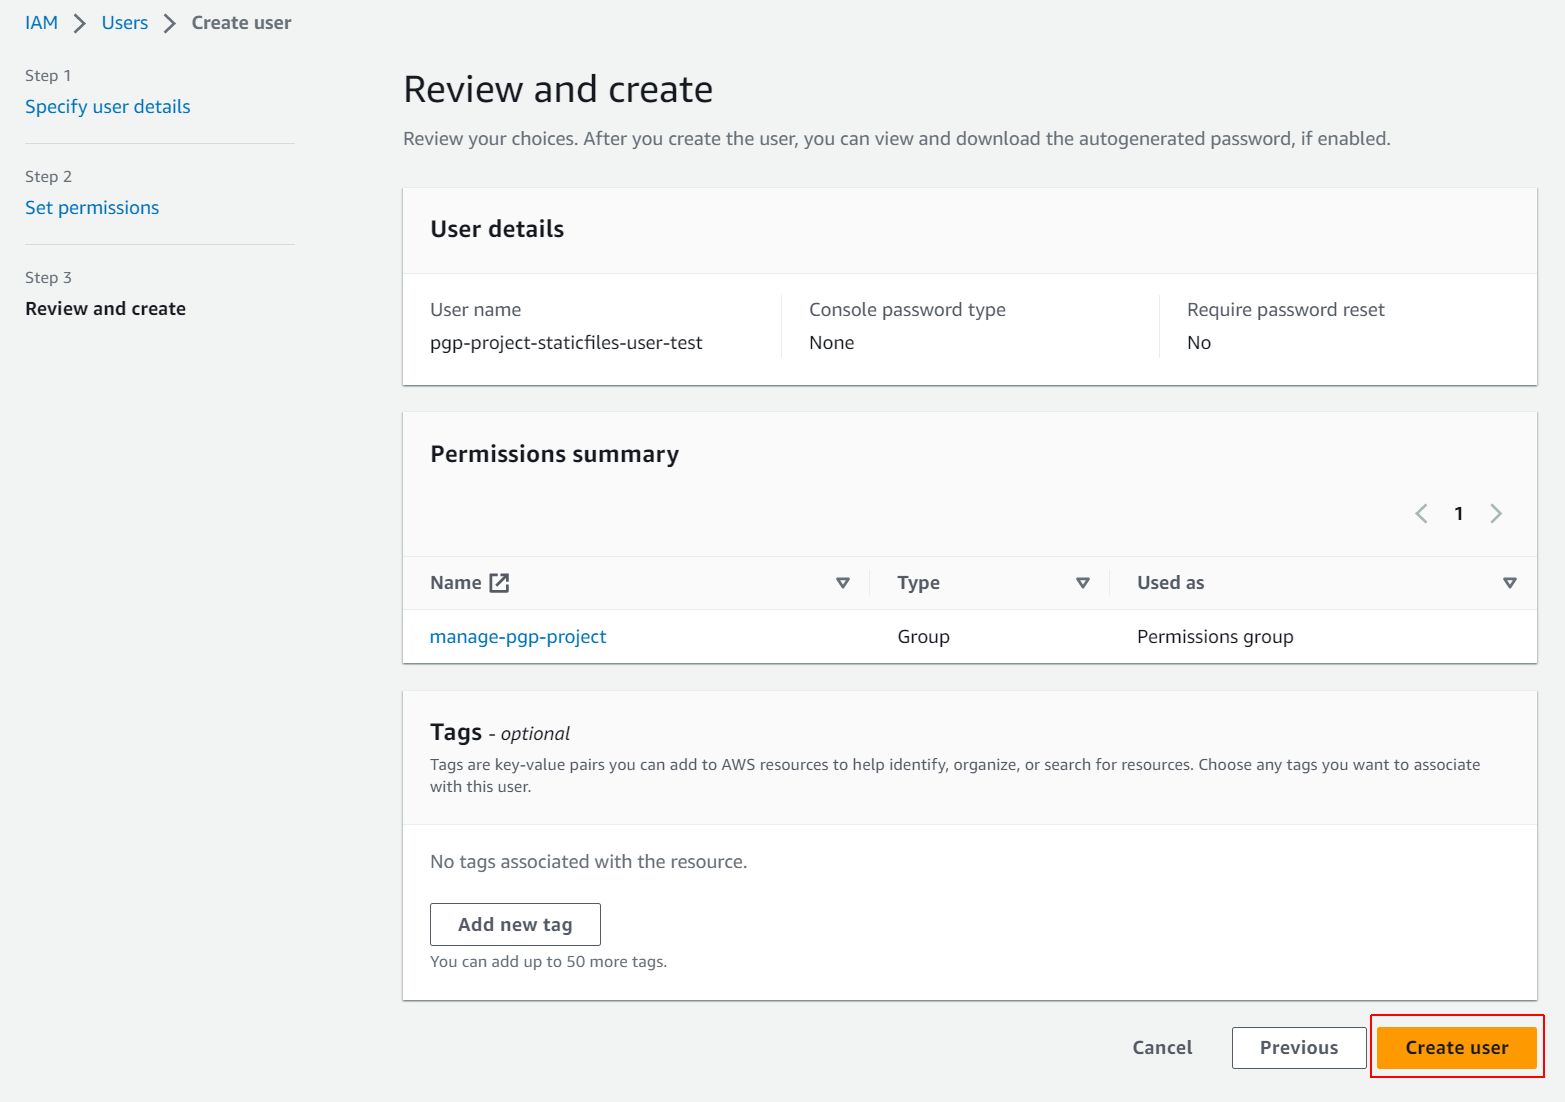 IAM > Users > Create user
Step 1
Specify user details
Step 2
Set permissions
Step 3
Review and create
Review and create
Review your choices. After you create the user, you can view and download the autogenerated password, if enabled.
User details
User name
pgp-project-staticfiles-user-test
Console password type
None
Require password reset
No
Permissions summary
1
Name Type Used as
manage-pgp-project Group Permissions group
Tags - optional
Tags are key-value pairs you can add to AWS resources to help identify, organize, or search for resources. Choose any tags you want to associate
with this user.
No tags associated with the resource.
Add new tag
You can add up to 50 more tags.
Cancel Previous Create user